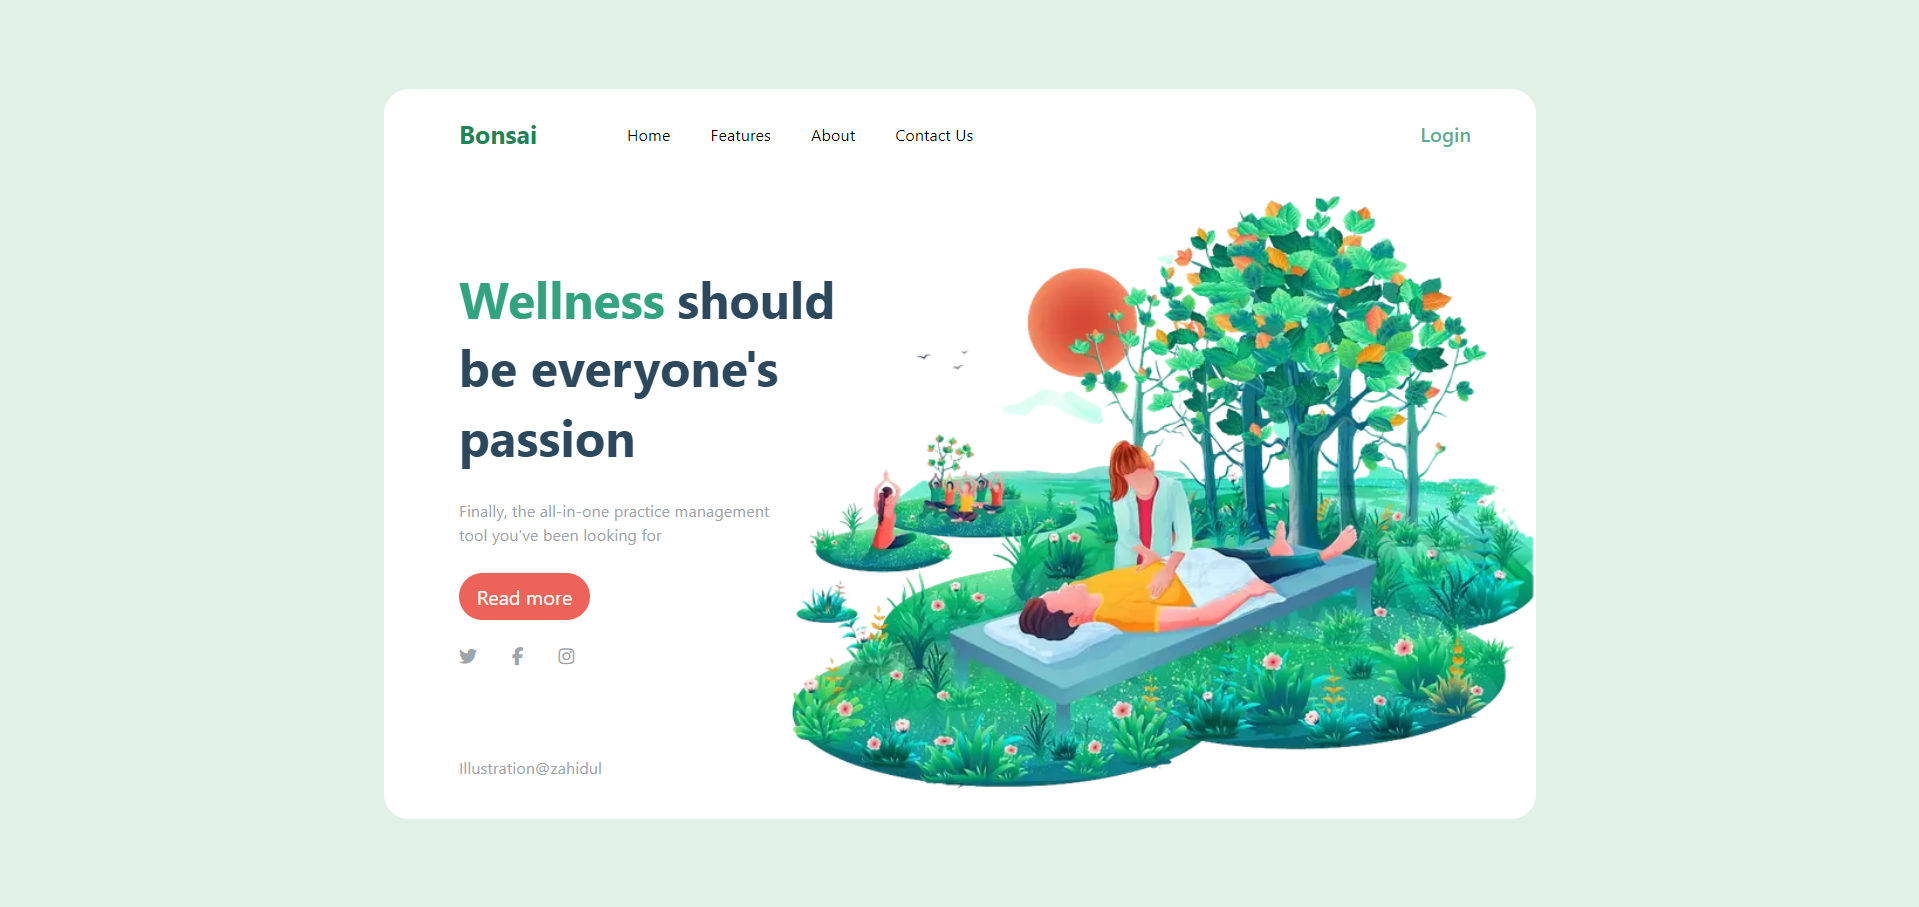 Bonsai
Home
Features
About
Contact Us
Login
Wellness should
be everyone's
passion
Finally, the all-in-one practice management
tool you've been looking for
Read more
Illustration@zahidul